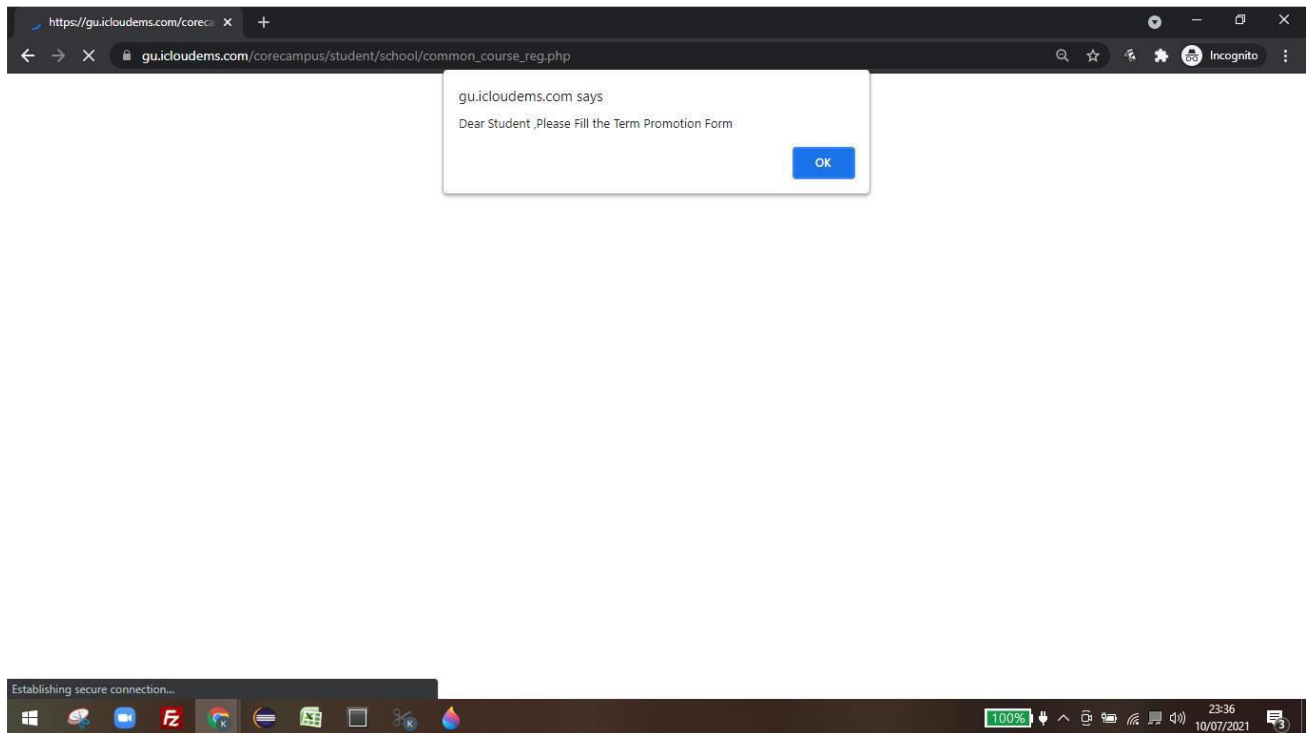 https://gu.icloudems.com/coreca
gu.icloudems.com/corecampus/student/school/common_course_reg.php
Incognito
gu.icloudems.com says
Dear Student ,Please Fill the Term Promotion Form
OK
Establishing secure connection...
Fz
K
K
100%
23:36
10/07/2021
3